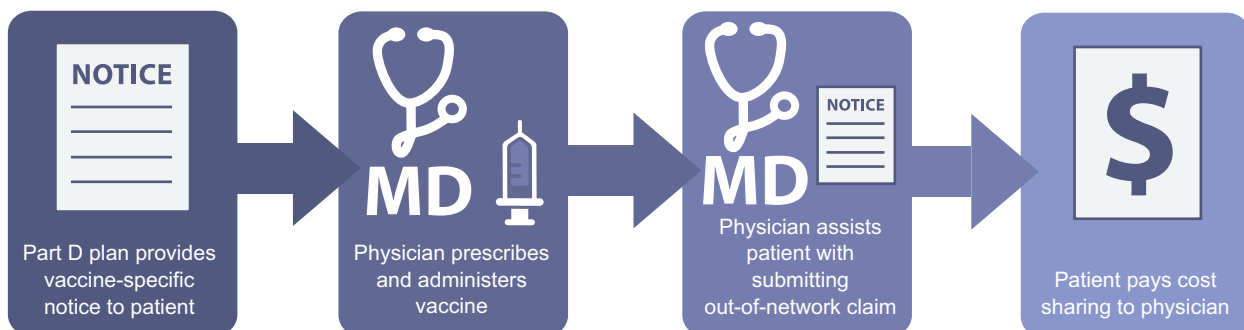 NOTICE
Part D plan provides
vaccine-specific
notice to patient
MD
Physician prescribes
and administers
vaccine
NOTICE
MD
Physician assists
patient with
submitting
out-of-network claim
$
Patient pays cost
sharing to physician